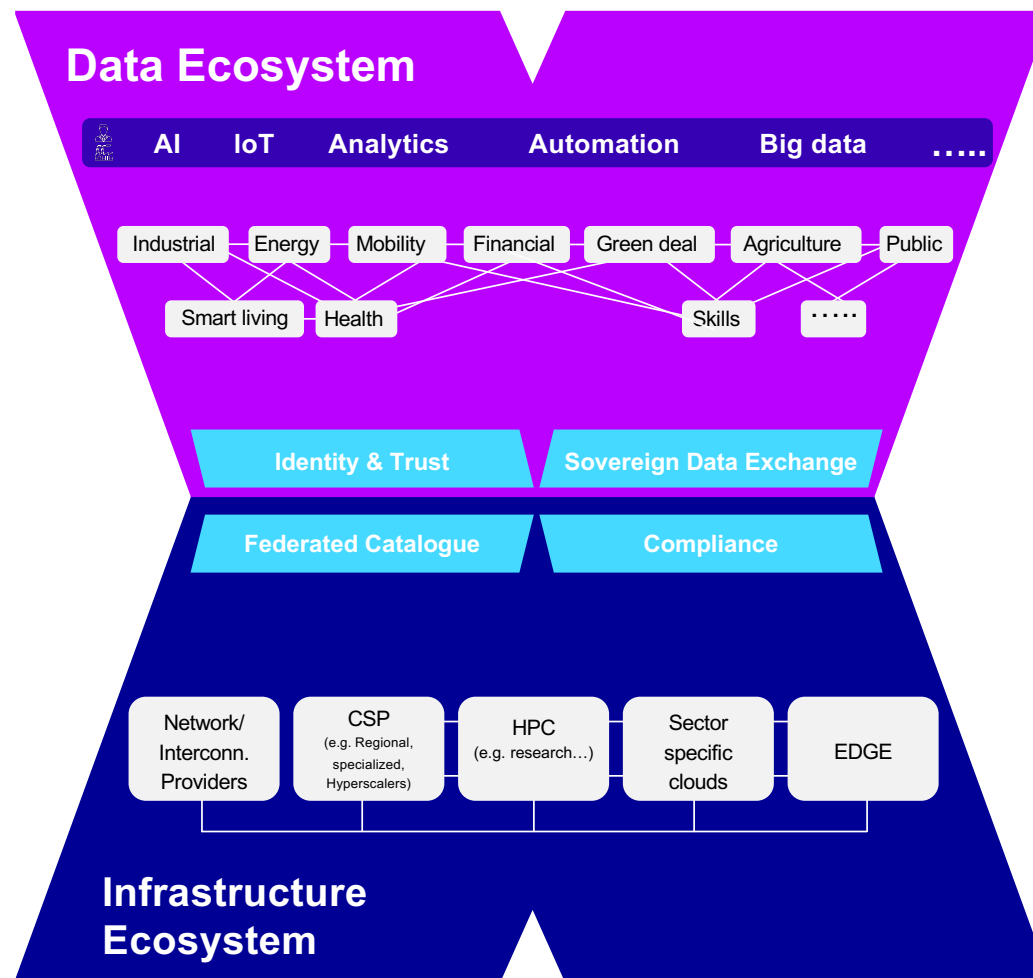 Data Ecosystem
AI IoT Analytics Automation Big data .....
Industrial Energy Mobility Financial Green deal Agriculture Public
Smart living Health Skills .....
Identity & Trust Sovereign Data Exchange
Federated Catalogue Compliance
Network/
Interconn.
Providers
CSP
(e.g. Regional,
specialized,
Hyperscalers)
HPC
(e.g. research…)
Sector
specific
clouds
EDGE
Infrastructure
Ecosystem